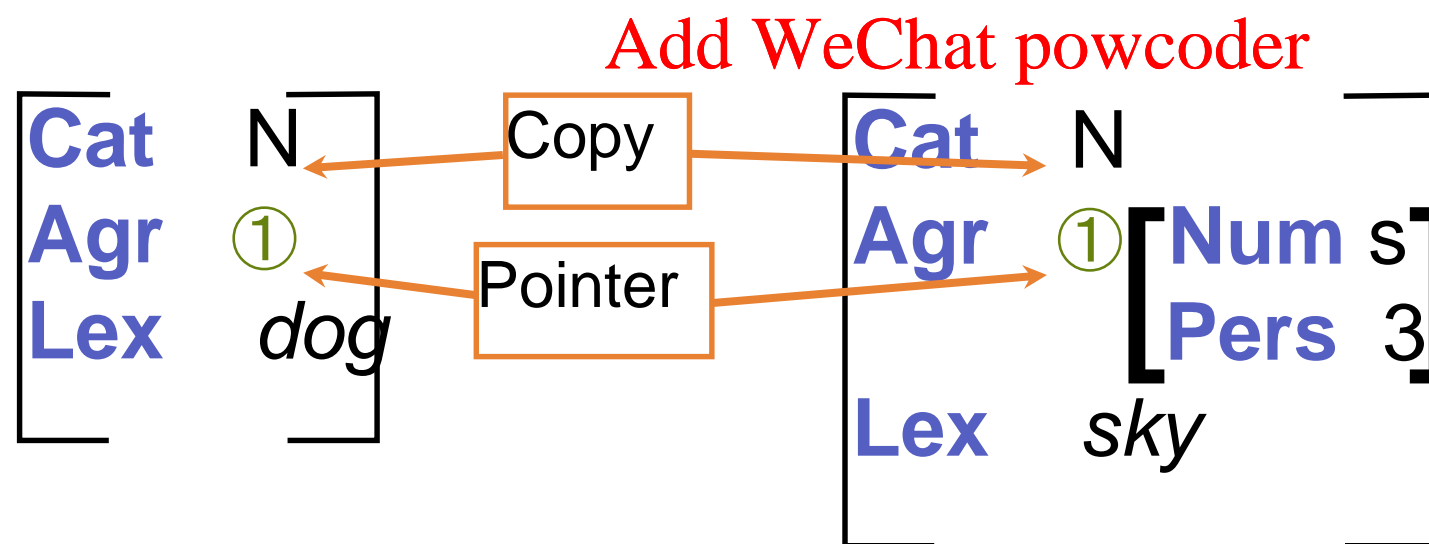 Add WeChat powcoder
Cat N Copy Cat N
Agr ① Pointer Agr ① Num s
Lex dog Pers 3
Lex sky